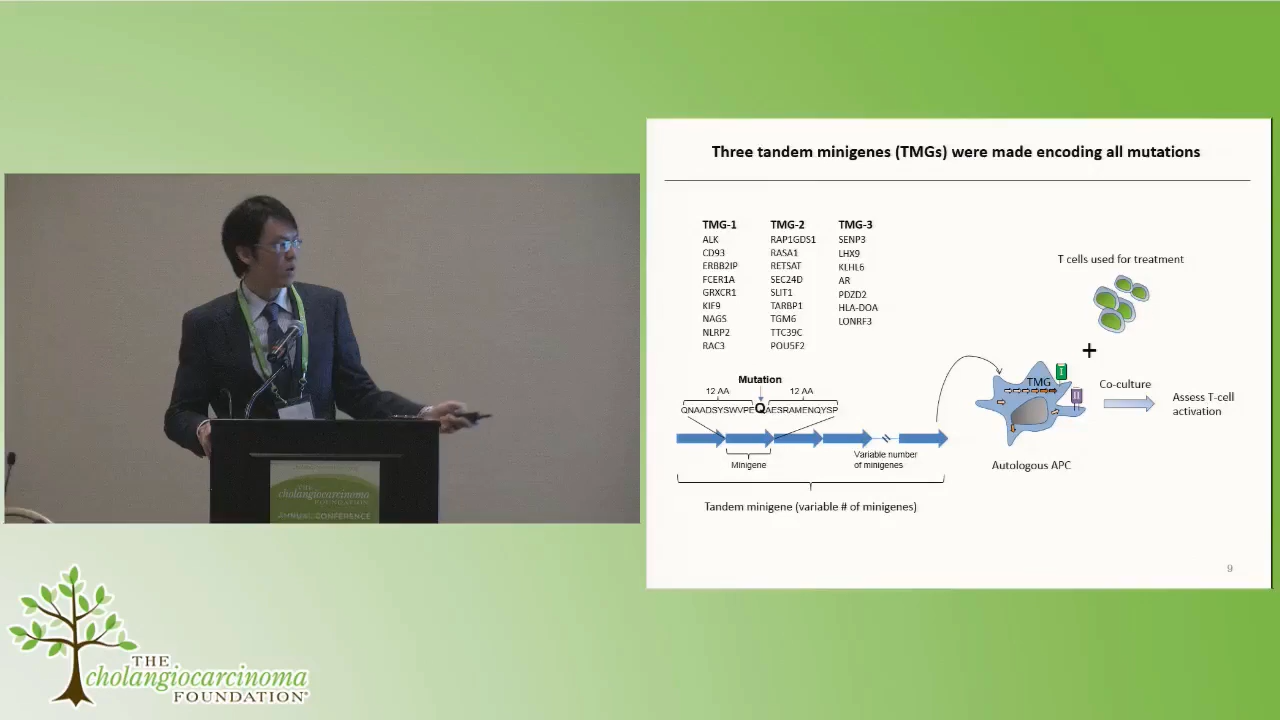 Three tandem minigenes (TMGs) were made encoding all mutations
TMG-1
ALK
CD93
ERBB2IP
FCER1A
GRXCR1
KIF9
NAGS
NLRP2
RAC3
TMG-2
RAP1GDS1
RASA1
RETSAT
SEC24D
SLIT1
TARBP1
TGM6
TTC39C
POU5F2
TMG-3
SENP3
LHX9
KLHL6
AR
PDZD2
HLA-DOA
LONRF3
Mutation
12 AA
12 AA
QNAADSYSWVPEQAESRAMENQYSP
Minigene
Variable number
of minigenes
Tandem minigene (variable # of minigenes)
T cells used for treatment
+
TMG
I
II
Autologous APC
Co-culture
Assess T-cell
activation
9
THE
cholangiocarcinoma
FOUNDATION
ANNUAL CONFERENCE
THE
cholangiocarcinoma
FOUNDATION®